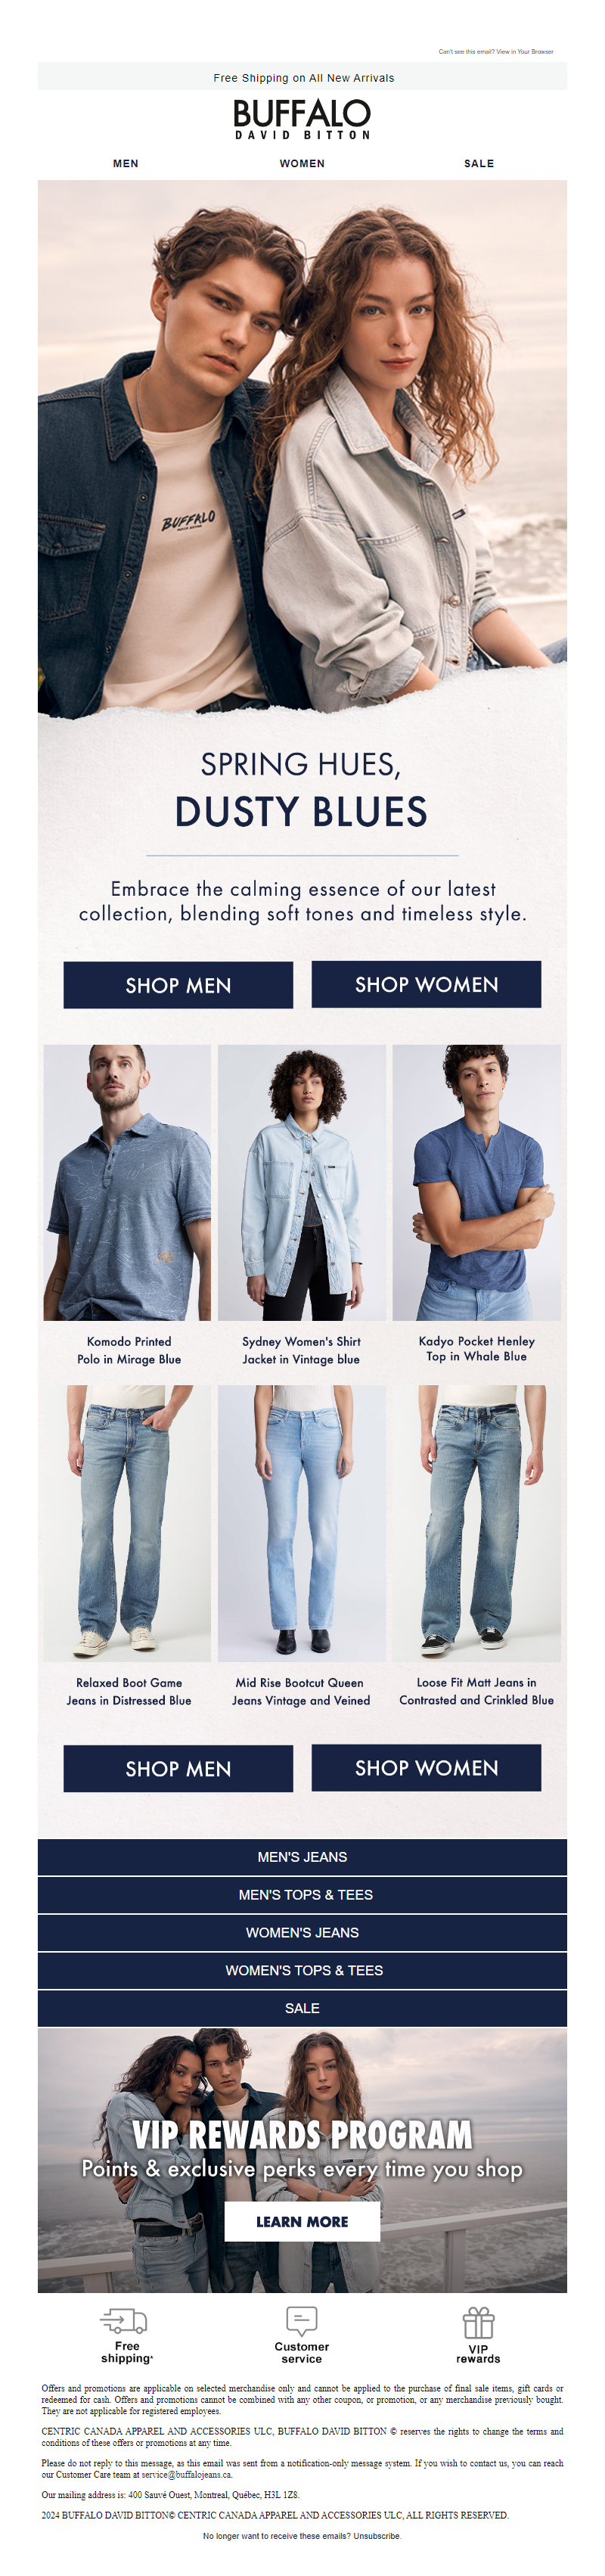 Can't see this email? View in Your Browser
Free Shipping on All New Arrivals
BUFFALO
DAVID BITTON
MEN WOMEN SALE
BUFFALO
SPRING HUES,
DUSTY BLUES
Embrace the calming essence of our latest
collection, blending soft tones and timeless style.
SHOP MEN SHOP WOMEN
Komodo Printed
Polo in Mirage Blue
Sydney Women's Shirt
Jacket in Vintage blue
Kadyo Pocket Henley
Top in Whale Blue
Relaxed Boot Game
Jeans in Distressed Blue
Mid Rise Bootcut Queen
Jeans Vintage and Veined
Loose Fit Matt Jeans in
Contrasted and Crinkled Blue
SHOP MEN SHOP WOMEN
MEN'S JEANS
MEN'S TOPS & TEES
WOMEN'S JEANS
WOMEN'S TOPS & TEES
SALE
VIP REWARDS PROGRAM
Points & exclusive perks every time you shop
LEARN MORE
Free
shipping*
Customer
service
VIP
rewards
Offers and promotions are applicable on selected merchandise only and cannot be applied to the purchase of final sale items, gift cards or
redeemed for cash. Offers and promotions cannot be combined with any other coupon, or promotion, or any merchandise previously bought.
They are not applicable for registered employees.
CENTRIC CANADA APPAREL AND ACCESSORIES ULC, BUFFALO DAVID BITTON © reserves the rights to change the terms and
conditions of these offers or promotions at any time.
Please do not reply to this message, as this email was sent from a notification-only message system. If you wish to contact us, you can reach
our Customer Care team at service@buffalojeans.ca.
Our mailing address is: 400 Sauvé Ouest, Montreal, Québec, H3L 1Z8.
2024 BUFFALO DAVID BITTON© CENTRIC CANADA APPAREL AND ACCESSORIES ULC, ALL RIGHTS RESERVED.
No longer want to receive these emails? Unsubscribe.